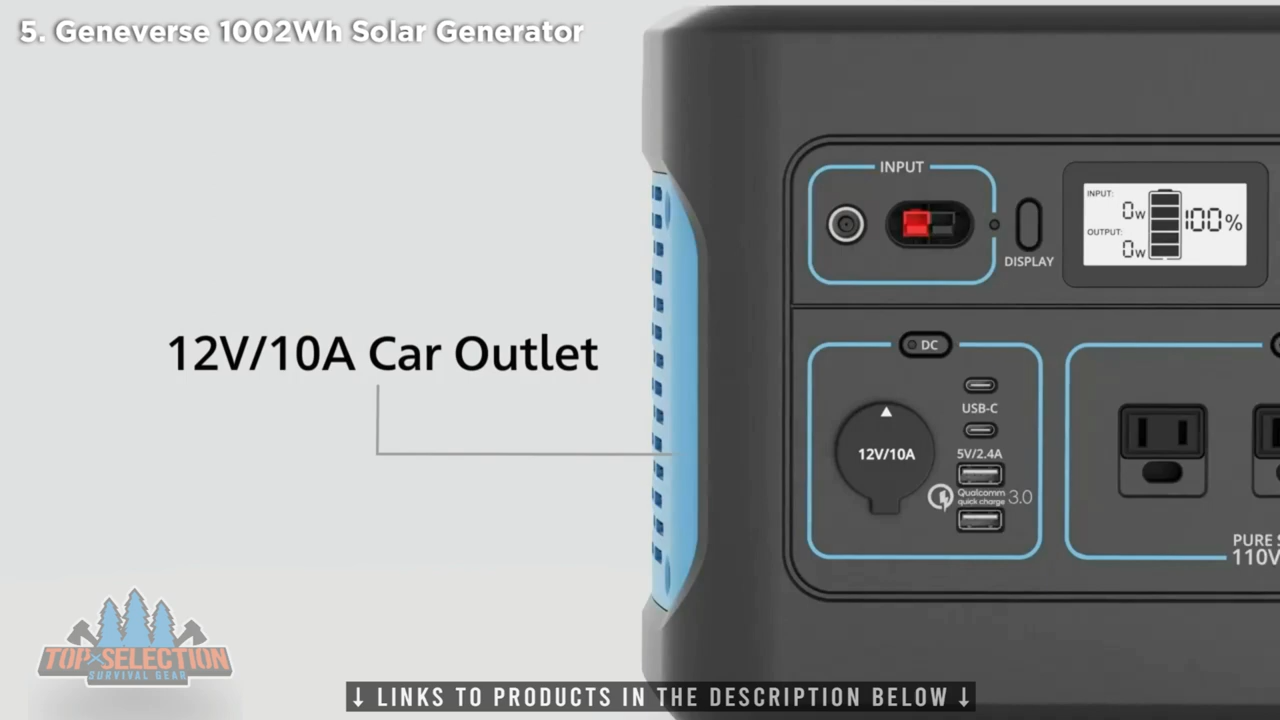 5. Geneverse 1002Wh Solar Generator
INPUT
INPUT:
0w
100%
OUTPUT:
0w
DISPLAY
12V/10A Car Outlet
DC
USB-C
12V/10A
5V/2.4A
Qualcomm
quick charge 3.0
PURE
110V
TOP SELECTION
SURVIVAL GEAR
↓ LINKS TO PRODUCTS IN THE DESCRIPTION BELOW ↓